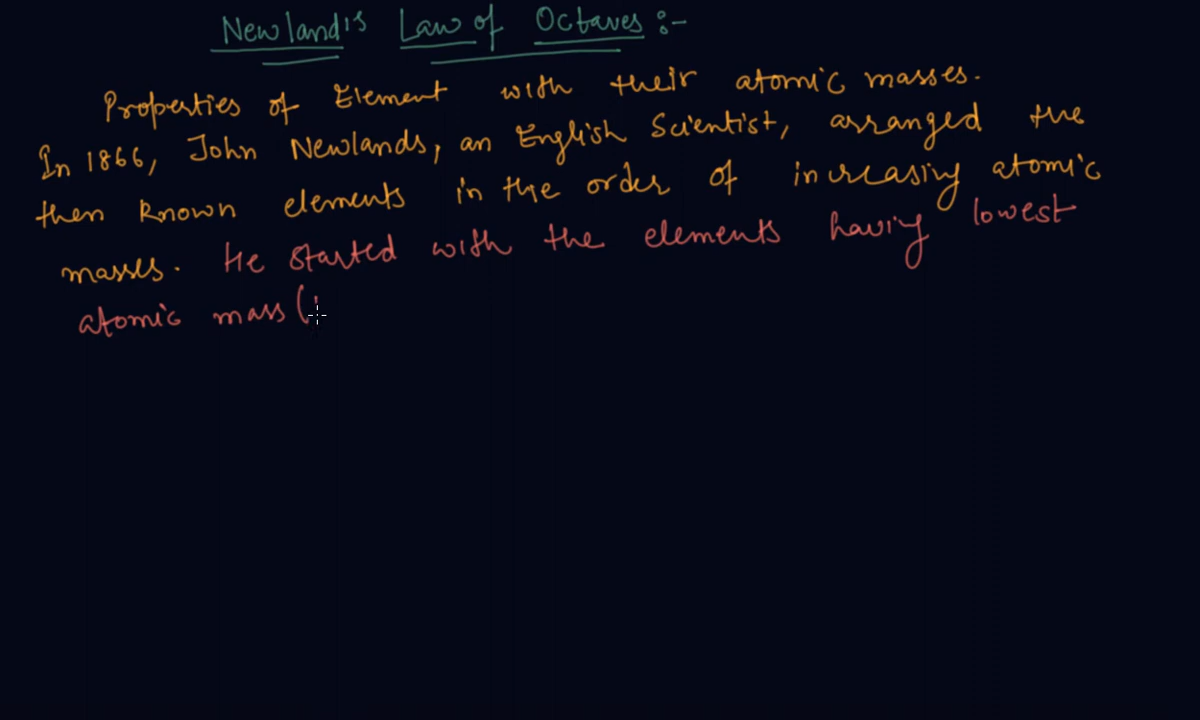 Newland's Law of Octaves :-
Properties of Element with their atomic masses.
In 1866, John Newlands, an English Scientist, arranged the
then known elements in the order of increasing atomic
masses. He started with the elements having lowest
atomic mass (